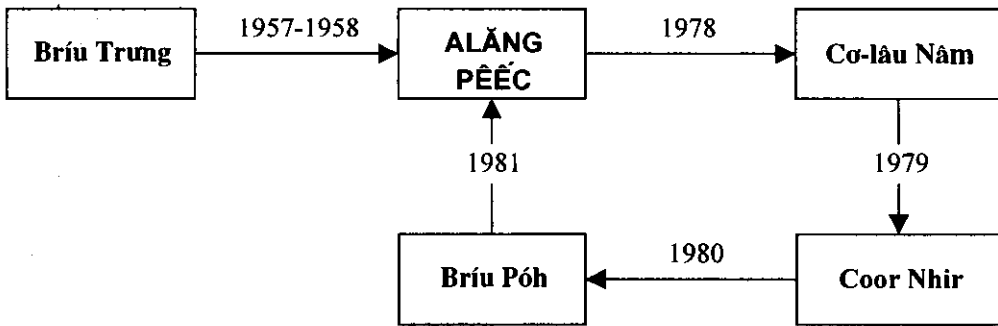 Bríu Trưng
1957-1958
ALĂNG
PÊẾC
1978
Cơ-lâu Nâm
1981
1979
Bríu Póh
1980
Coor Nhir